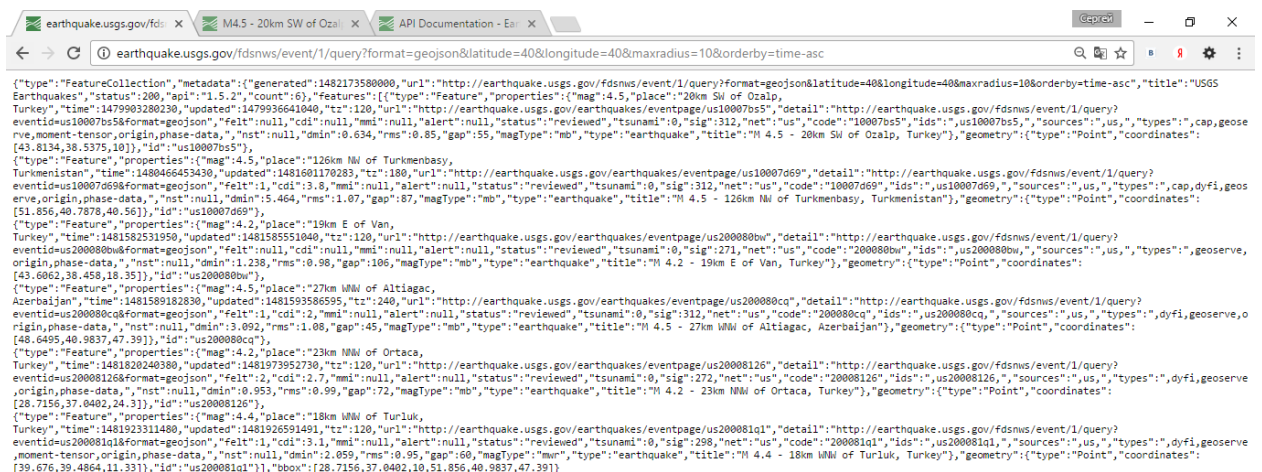 earthquake.usgs.gov/fds
M4.5 - 20km SW of Ozal
API Documentation - Ear
Сергей
earthquake.usgs.gov/fdsnws/event/1/query?format=geojson&latitude=40&longitude=40&maxradius=10&orderby=time-asc
{"type":"FeatureCollection","metadata":{"generated":1482173580000,"url":"http://earthquake.usgs.gov/fdsnws/event/1/query?format=geojson&latitude=40&longitude=40&maxradius=10&orderby=time-asc","title":"USGS
Earthquakes","status":200,"api":"1.5.2","count":6},"features":[{"type":"Feature","properties":{"mag":4.5,"place":"20km SW of Ozalp,
Turkey","time":1479903280230,"updated":1479936641040,"tz":120,"url":"http://earthquake.usgs.gov/earthquakes/eventpage/us10007bs5","detail":"http://earthquake.usgs.gov/fdsnws/event/1/query?
eventid=us10007bs5&format=geojson","felt":null,"cdi":null,"mmi":null,"alert":null,"status":"reviewed","tsunami":0,"sig":312,"net":"us","code":"10007bs5","ids":",us10007bs5,","sources":",us,","types":",cap,geose
rve,moment-tensor,origin,phase-data,","nst":null,"dmin":0.634,"rms":0.85,"gap":55,"magType":"mb","type":"earthquake","title":"M 4.5 - 20km SW of Ozalp, Turkey"},"geometry":{"type":"Point","coordinates":
[43.8134,38.5375,10]},"id":"us10007bs5"},
{"type":"Feature","properties":{"mag":4.5,"place":"126km NW of Turkmenbasy,
Turkmenistan","time":1480466453430,"updated":1481601170283,"tz":180,"url":"http://earthquake.usgs.gov/earthquakes/eventpage/us10007d69","detail":"http://earthquake.usgs.gov/fdsnws/event/1/query?
eventid=us10007d69&format=geojson","felt":1,"cdi":3.8,"mmi":null,"alert":null,"status":"reviewed","tsunami":0,"sig":312,"net":"us","code":"10007d69","ids":",us10007d69,","sources":",us,","types":",cap,dyfi,geos
erve,origin,phase-data,","nst":null,"dmin":5.464,"rms":1.07,"gap":87,"magType":"mb","type":"earthquake","title":"M 4.5 - 126km NW of Turkmenbasy, Turkmenistan"},"geometry":{"type":"Point","coordinates":
[51.856,40.7878,40.56]},"id":"us10007d69"},
{"type":"Feature","properties":{"mag":4.2,"place":"19km E of Van,
Turkey","time":1481582531950,"updated":1481585551040,"tz":120,"url":"http://earthquake.usgs.gov/earthquakes/eventpage/us200080bw","detail":"http://earthquake.usgs.gov/fdsnws/event/1/query?
eventid=us200080bw&format=geojson","felt":1,"cdi":null,"mmi":null,"alert":null,"status":"reviewed","tsunami":0,"sig":271,"net":"us","code":"200080bw","ids":",us200080bw,","sources":",us,","types":",geoserve,
origin,phase-data,","nst":null,"dmin":1.238,"rms":0.98,"gap":106,"magType":"mb","type":"earthquake","title":"M 4.2 - 19km E of Van, Turkey"},"geometry":{"type":"Point","coordinates":
[43.6062,38.458,18.35]},"id":"us200080bw"},
{"type":"Feature","properties":{"mag":4.5,"place":"27km WNW of Altiagac,
Azerbaijan","time":1481589182830,"updated":1481593586595,"tz":240,"url":"http://earthquake.usgs.gov/earthquakes/eventpage/us200080cq","detail":"http://earthquake.usgs.gov/fdsnws/event/1/query?
eventid=us200080cq&format=geojson","felt":1,"cdi":2,"mmi":null,"alert":null,"status":"reviewed","tsunami":0,"sig":312,"net":"us","code":"200080cq","ids":",us200080cq,","sources":",us,","types":",dyfi,geoserve,o
rigin,phase-data,","nst":null,"dmin":3.092,"rms":1.08,"gap":45,"magType":"mb","type":"earthquake","title":"M 4.5 - 27km WNW of Altiagac, Azerbaijan"},"geometry":{"type":"Point","coordinates":
[48.6495,40.9837,47.39]},"id":"us200080cq"},
{"type":"Feature","properties":{"mag":4.2,"place":"23km NNW of Ortaca,
Turkey","time":1481820240380,"updated":1481973952730,"tz":120,"url":"http://earthquake.usgs.gov/earthquakes/eventpage/us20008126","detail":"http://earthquake.usgs.gov/fdsnws/event/1/query?
eventid=us20008126&format=geojson","felt":2,"cdi":2.7,"mmi":null,"alert":null,"status":"reviewed","tsunami":0,"sig":272,"net":"us","code":"20008126","ids":",us20008126,","sources":",us,","types":",dyfi,geoserve
,origin,phase-data,","nst":null,"dmin":0.953,"rms":0.99,"gap":72,"magType":"mb","type":"earthquake","title":"M 4.2 - 23km NNW of Ortaca, Turkey"},"geometry":{"type":"Point","coordinates":
[28.7156,37.0402,24.3]},"id":"us20008126"},
{"type":"Feature","properties":{"mag":4.4,"place":"18km WNW of Turluk,
Turkey","time":1481923311480,"updated":1481926591491,"tz":120,"url":"http://earthquake.usgs.gov/earthquakes/eventpage/us200081q1","detail":"http://earthquake.usgs.gov/fdsnws/event/1/query?
eventid=us200081q1&format=geojson","felt":1,"cdi":3.1,"mmi":null,"alert":null,"status":"reviewed","tsunami":0,"sig":298,"net":"us","code":"200081q1","ids":",us200081q1,","sources":",us,","types":",dyfi,geoserve
,moment-tensor,origin,phase-data,","nst":null,"dmin":2.059,"rms":0.95,"gap":60,"magType":"mwr","type":"earthquake","title":"M 4.4 - 18km WNW of Turluk, Turkey"},"geometry":{"type":"Point","coordinates":
[39.676,39.4864,11.33]},"id":"us200081q1"}],"bbox":[28.7156,37.0402,10,51.856,40.9837,47.39]}